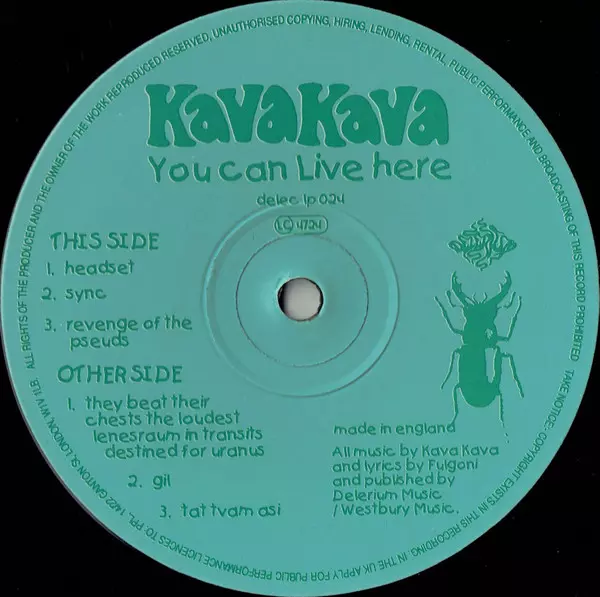 KavaKava
You can Live here
delec lp 024
LC 4724
THIS SIDE
1. headset
2. sync
3. revenge of the
pseuds
OTHER SIDE
1. they beat their
chests the loudest
lenesraum in transits
destined for uranus
2. gil
3. tat tvam asi
made in england
All music by Kava Kava
and lyrics by Fulgoni
and published by
Delerium Music
/Westbury Music.
ALL RIGHTS OF THE PRODUCER AND THE OWNER OF THE WORK REPRODUCED RESERVED, UNAUTHORISED COPYING, HIRING, LENDING, RENTAL, PUBLIC PERFORMANCE AND BROADCASTING OF THIS RECORD PROHIBITED TAKE NOTICE: COPYRIGHT EXISTS IN THIS RECORDING, IN THE UK APPLY FOR PUBLIC PERFORMANCE LICENCES TO: PPL, 14/22 GANTON St, LONDON, W1V 1LB.